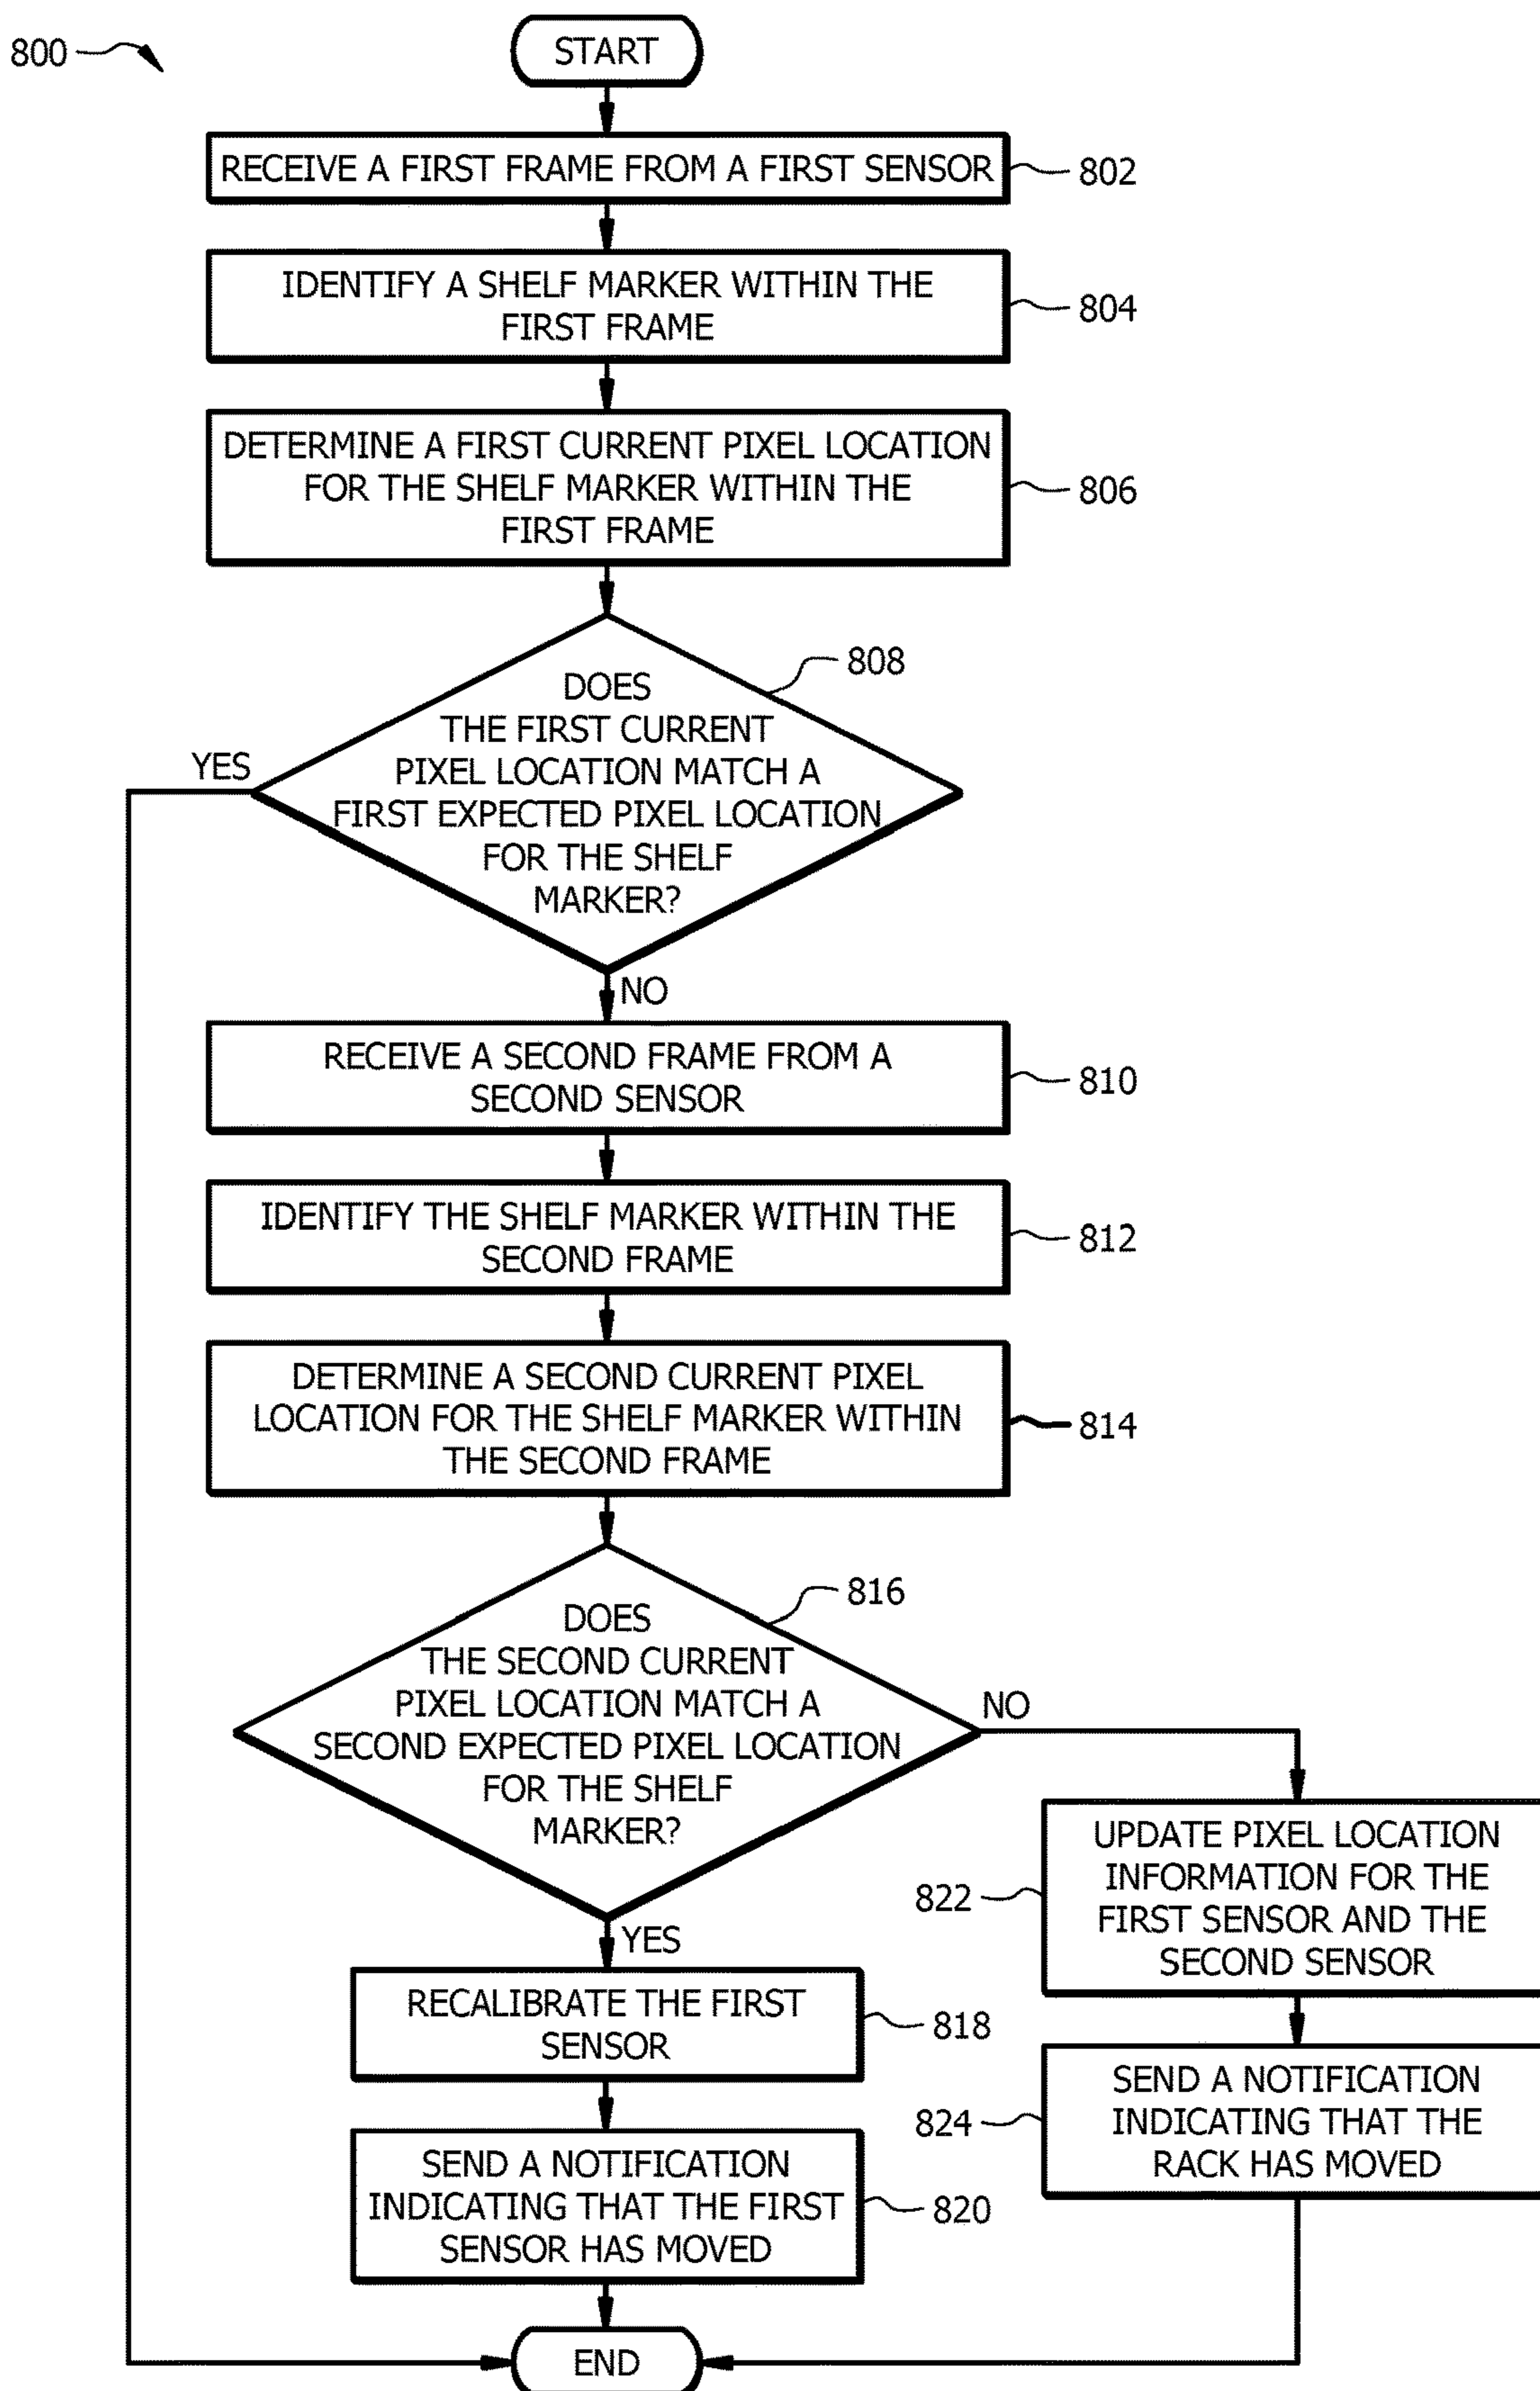 800
START
RECEIVE A FIRST FRAME FROM A FIRST SENSOR
802
IDENTIFY A SHELF MARKER WITHIN THE
FIRST FRAME
804
DETERMINE A FIRST CURRENT PIXEL LOCATION
FOR THE SHELF MARKER WITHIN THE
FIRST FRAME
806
808
DOES
THE FIRST CURRENT
PIXEL LOCATION MATCH A
FIRST EXPECTED PIXEL LOCATION
FOR THE SHELF
MARKER?
YES
NO
RECEIVE A SECOND FRAME FROM A
SECOND SENSOR
810
IDENTIFY THE SHELF MARKER WITHIN THE
SECOND FRAME
812
DETERMINE A SECOND CURRENT PIXEL
LOCATION FOR THE SHELF MARKER WITHIN
THE SECOND FRAME
814
816
DOES
THE SECOND CURRENT
PIXEL LOCATION MATCH A
SECOND EXPECTED PIXEL LOCATION
FOR THE SHELF
MARKER?
NO
YES
UPDATE PIXEL LOCATION
INFORMATION FOR THE
FIRST SENSOR AND THE
SECOND SENSOR
822
RECALIBRATE THE FIRST
SENSOR
818
SEND A NOTIFICATION
INDICATING THAT THE
RACK HAS MOVED
824
SEND A NOTIFICATION
INDICATING THAT THE FIRST
SENSOR HAS MOVED
820
END